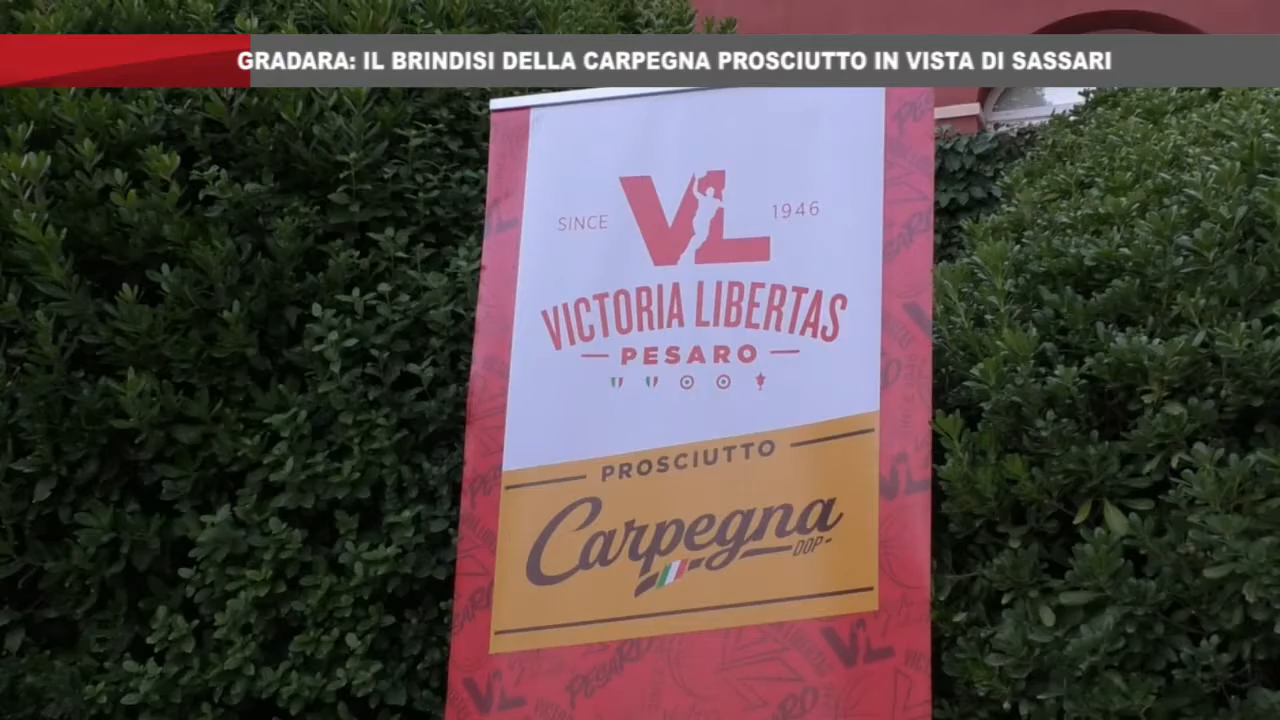 GRADARA: IL BRINDISI DELLA CARPEGNA PROSCIUTTO IN VISTA DI SASSARI
SINCE VL 1946
VICTORIA LIBERTAS
PESARO
PROSCIUTTO
Carpegna
DOP